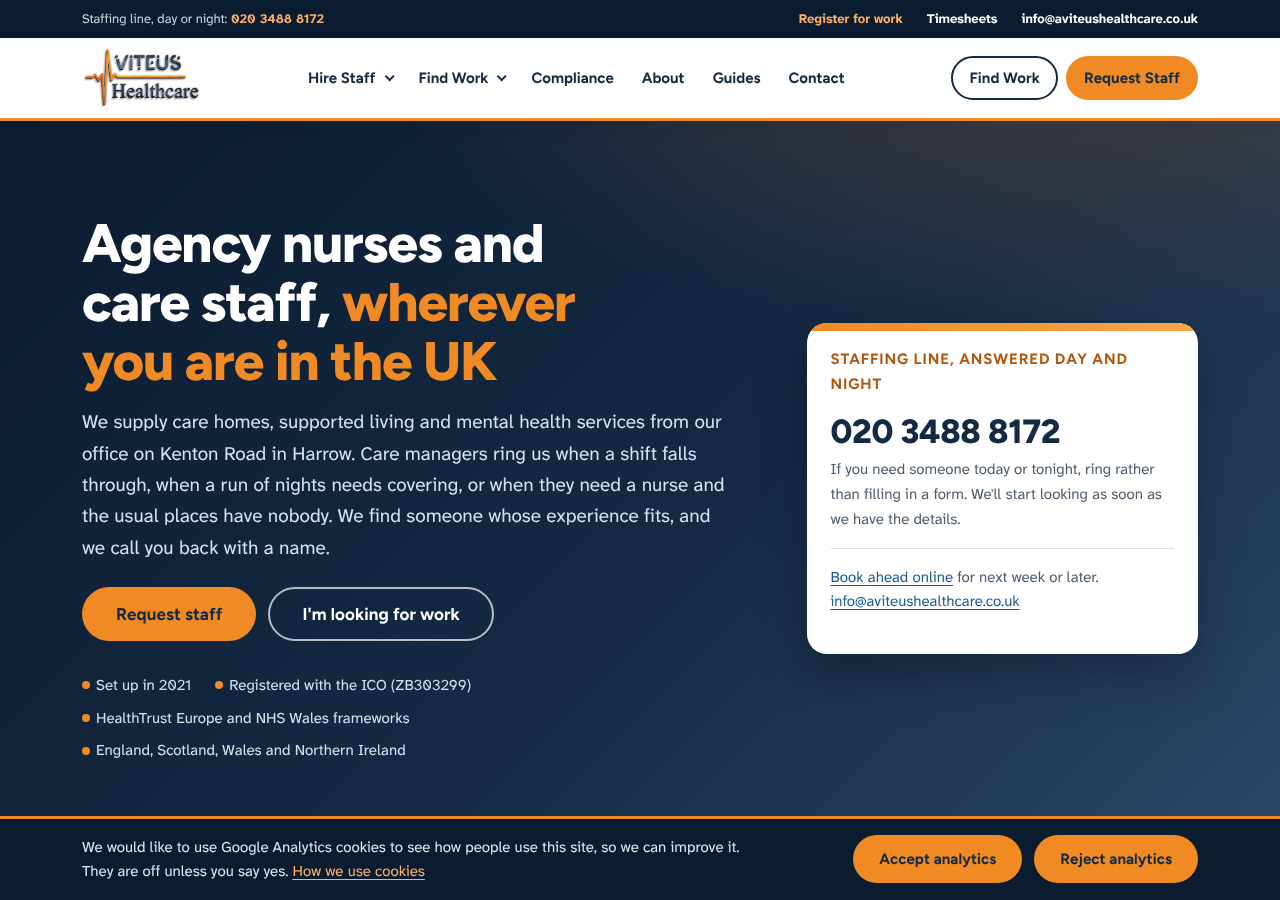 Staffing line, day or night: 020 3488 8172
Register for work
Timesheets
info@aviteushealthcare.co.uk
VITEUS
Healthcare
Hire Staff
Find Work
Compliance
About
Guides
Contact
Find Work
Request Staff
Agency nurses and
care staff, wherever
you are in the UK
We supply care homes, supported living and mental health services from our
office on Kenton Road in Harrow. Care managers ring us when a shift falls
through, when a run of nights needs covering, or when they need a nurse and
the usual places have nobody. We find someone whose experience fits, and
we call you back with a name.
Request staff
I'm looking for work
Set up in 2021
Registered with the ICO (ZB303299)
HealthTrust Europe and NHS Wales frameworks
England, Scotland, Wales and Northern Ireland
STAFFING LINE, ANSWERED DAY AND
NIGHT
020 3488 8172
If you need someone today or tonight, ring rather
than filling in a form. We'll start looking as soon as
we have the details.
Book ahead online for next week or later.
info@aviteushealthcare.co.uk
We would like to use Google Analytics cookies to see how people use this site, so we can improve it.
They are off unless you say yes. How we use cookies
Accept analytics
Reject analytics